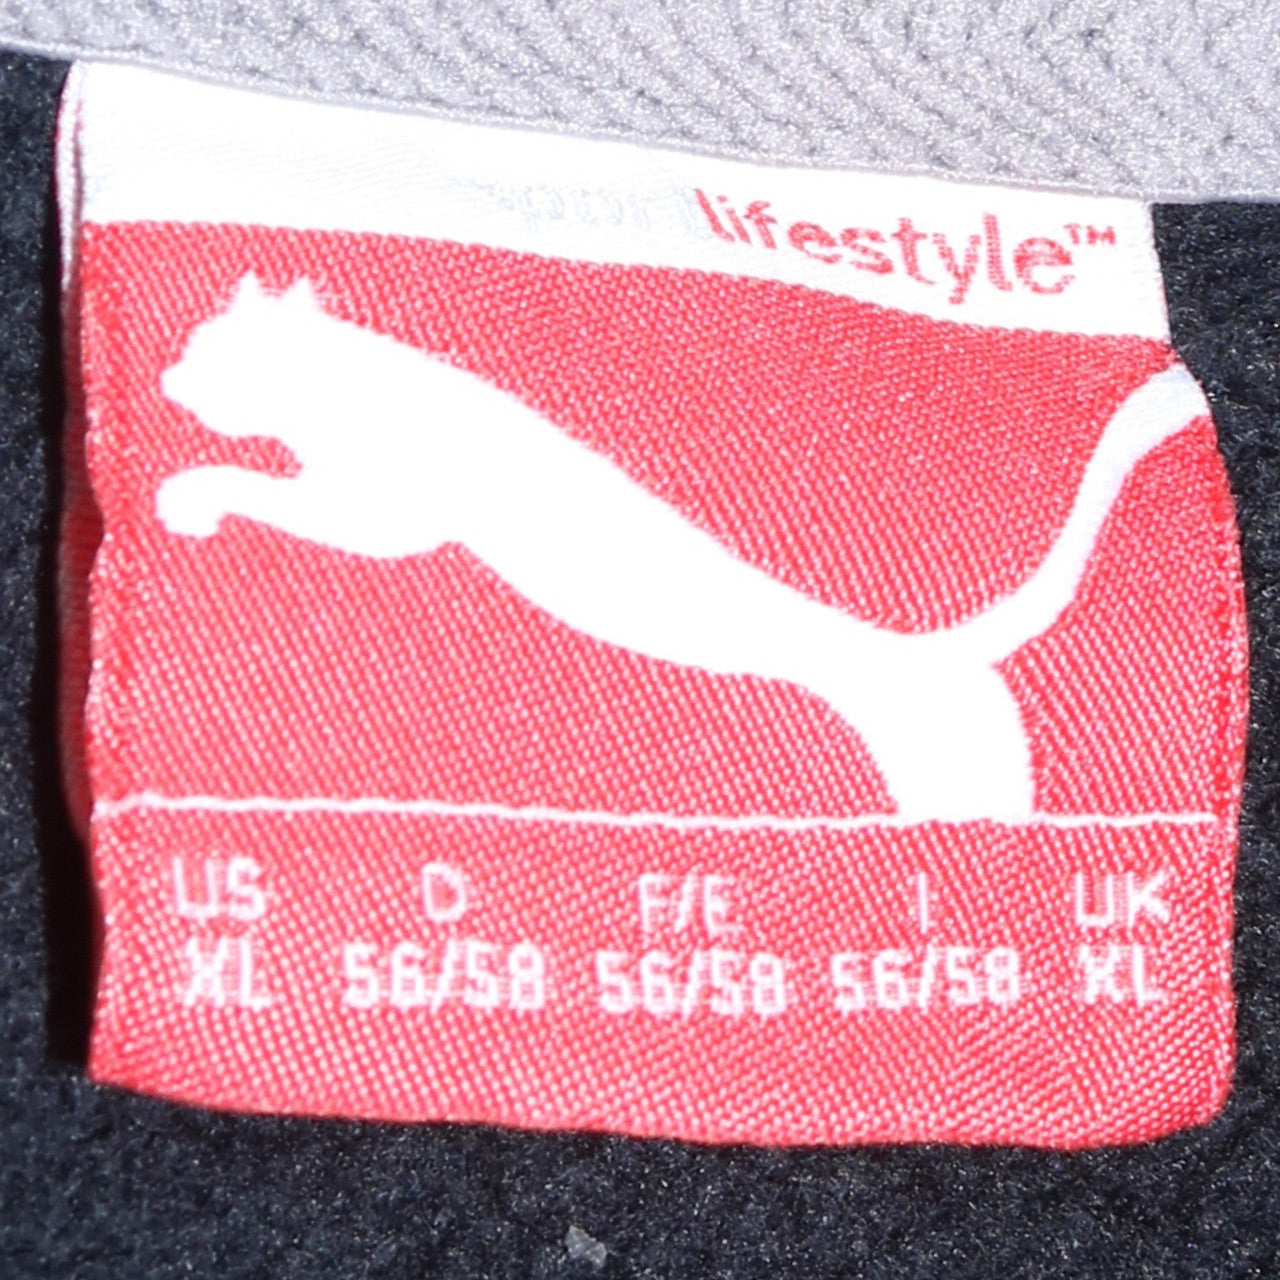 lifestyle™
US D F/E I UK
XL 56/58 56/58 56/58 XL